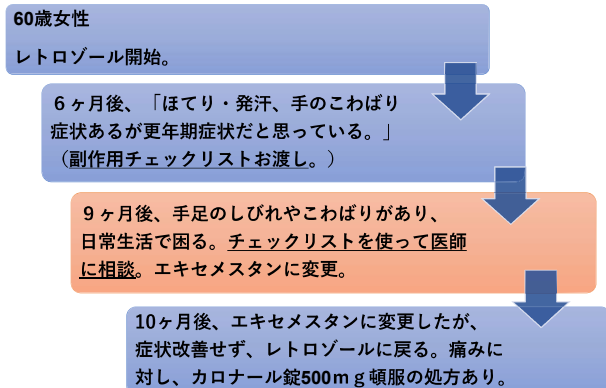 60歳女性
レトロゾール開始。
６ヶ月後、「ほてり・発汗、手のこわばり
症状あるが更年期症状だと思っている。」
（副作用チェックリストお渡し。）
９ヶ月後、手足のしびれやこわばりがあり、
日常生活で困る。チェックリストを使って医師
に相談。エキセメスタンに変更。
10ヶ月後、エキセメスタンに変更したが、
症状改善せず、レトロゾールに戻る。痛みに
対し、カロナール錠500ｍｇ頓服の処方あり。